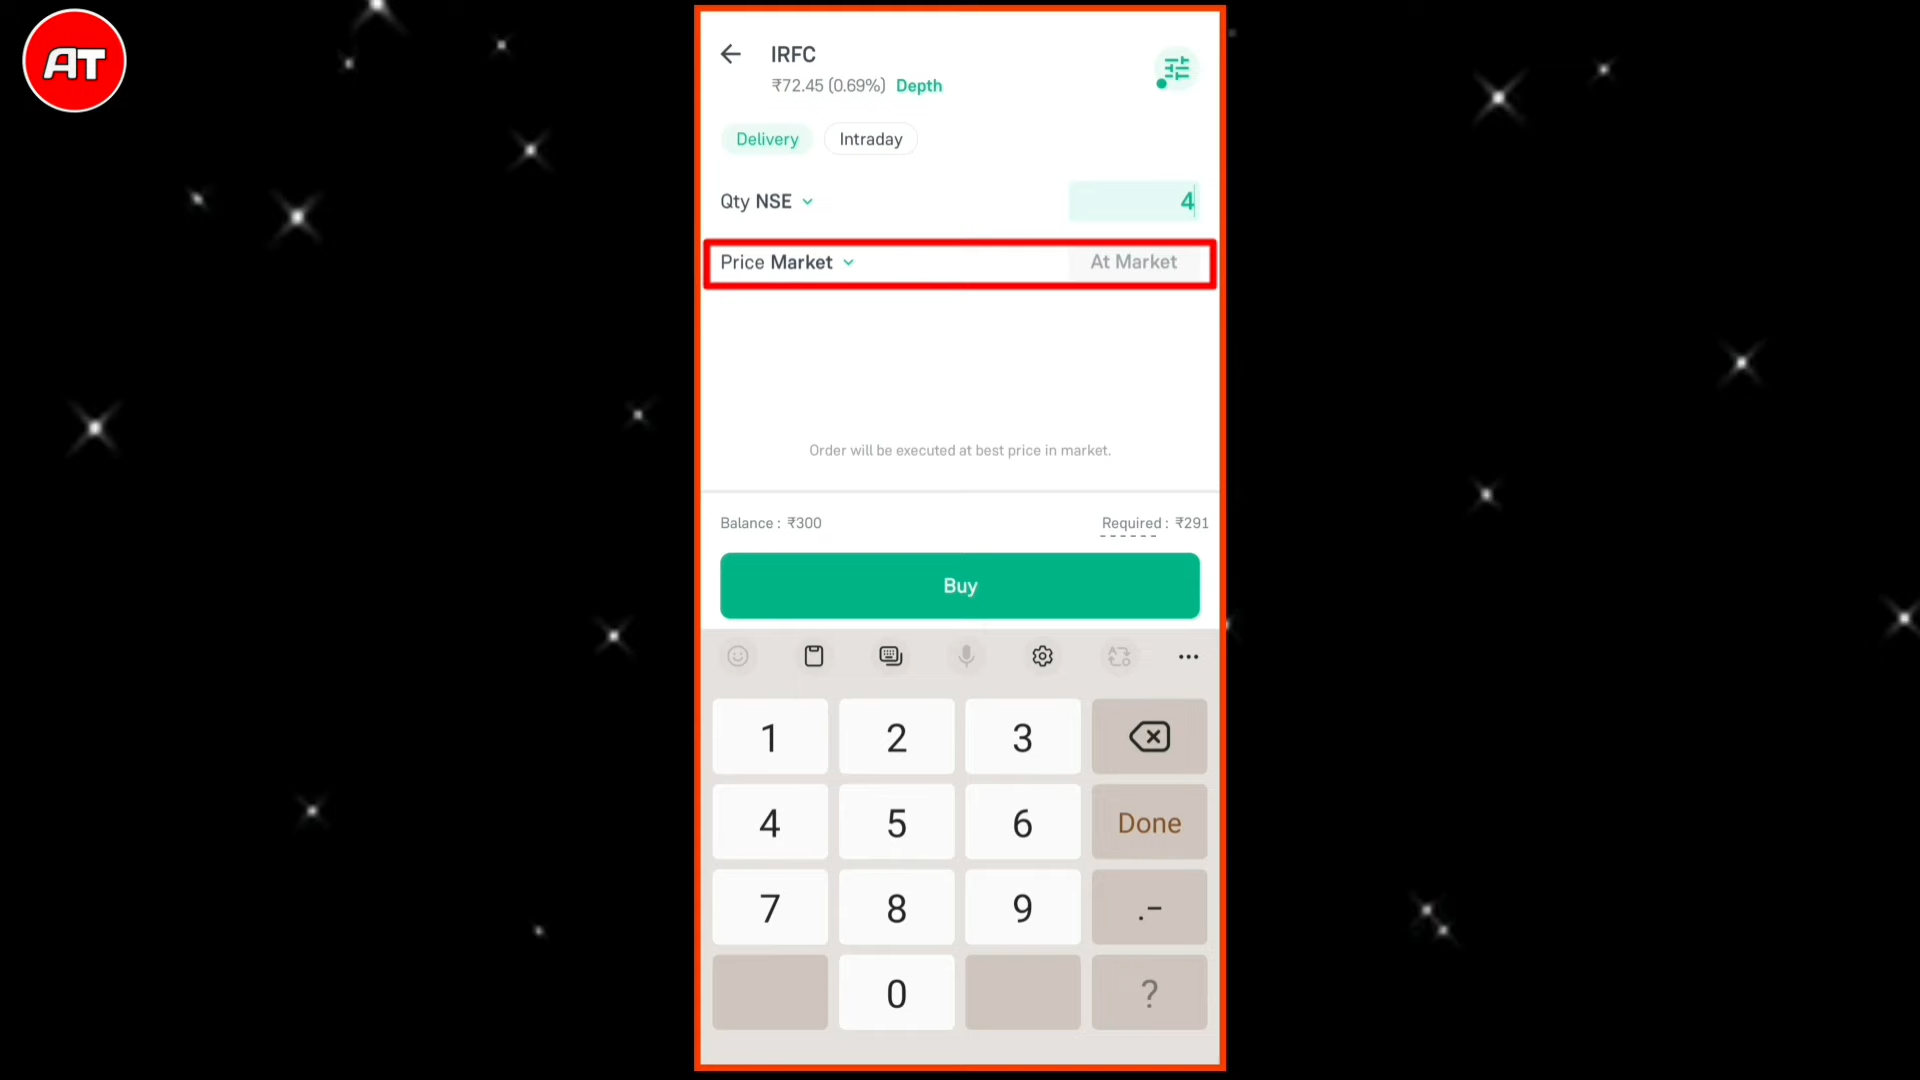 AT
IRFC
₹72.45 (0.69%) Depth
Delivery Intraday
Qty NSE 4
Price Market At Market
Order will be executed at best price in market.
Balance : ₹300 Required : ₹291
Buy
1 2 3
4 5 6 Done
7 8 9 .-
0 ?